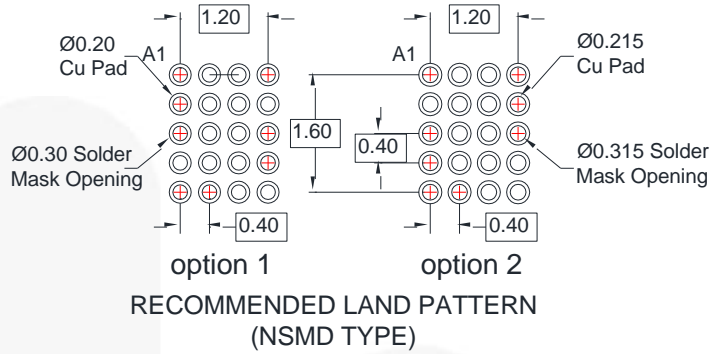 1.20
1.20
Ø0.20
Cu Pad
A1
A1
Ø0.215
Cu Pad
1.60
0.40
Ø0.30 Solder
Mask Opening
Ø0.315 Solder
Mask Opening
0.40
0.40
option 1
option 2
RECOMMENDED LAND PATTERN
(NSMD TYPE)